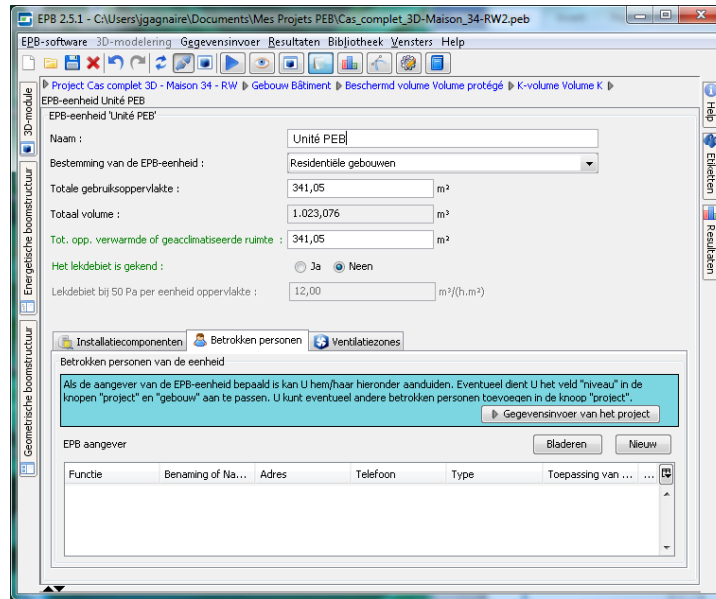 EPB 2.5.1 - C:\Users\jgagnaire\Documents\Mes Projets PEB\Cas_complet_3D-Maison_34-RW2.peb
EPB-software 3D-modelering Gegevensinvoer Resultaten Bibliotheek Vensters Help
Project Cas complet 3D - Maison 34 - RW Gebouw Bâtiment Beschermd volume Volume protégé K-volume Volume K
EPB-eenheid Unité PEB
EPB-eenheid 'Unité PEB'
Naam : Unité PEB
Bestemming van de EPB-eenheid : Residentiële gebouwen
Totale gebruiksoppervlakte : 341,05 m²
Totaal volume : 1.023,076 m³
Tot. opp. verwarmde of geacclimatiseerde ruimte : 341,05 m²
Het lekdebiet is gekend : Ja Neen
Lekdebiet bij 50 Pa per eenheid oppervlakte : 12,00 m³/(h.m²)
Installatiecomponenten Betrokken personen Ventilatiezones
Betrokken personen van de eenheid
Als de aangever van de EPB-eenheid bepaald is kan U hem/haar hieronder aanduiden. Eventueel dient U het veld "niveau" in de
knopen "project" en "gebouw" aan te passen. U kunt eventueel andere betrokken personen toevoegen in de knoop "project".
Gegevensinvoer van het project
EPB aangever Bladeren Nieuw
Functie Benaming of Na... Adres Telefoon Type Toepassing van ... ...
3D-module
Energetische boomstructuur
Geometrische boomstructuur
Help
Etiketten
Resultaten